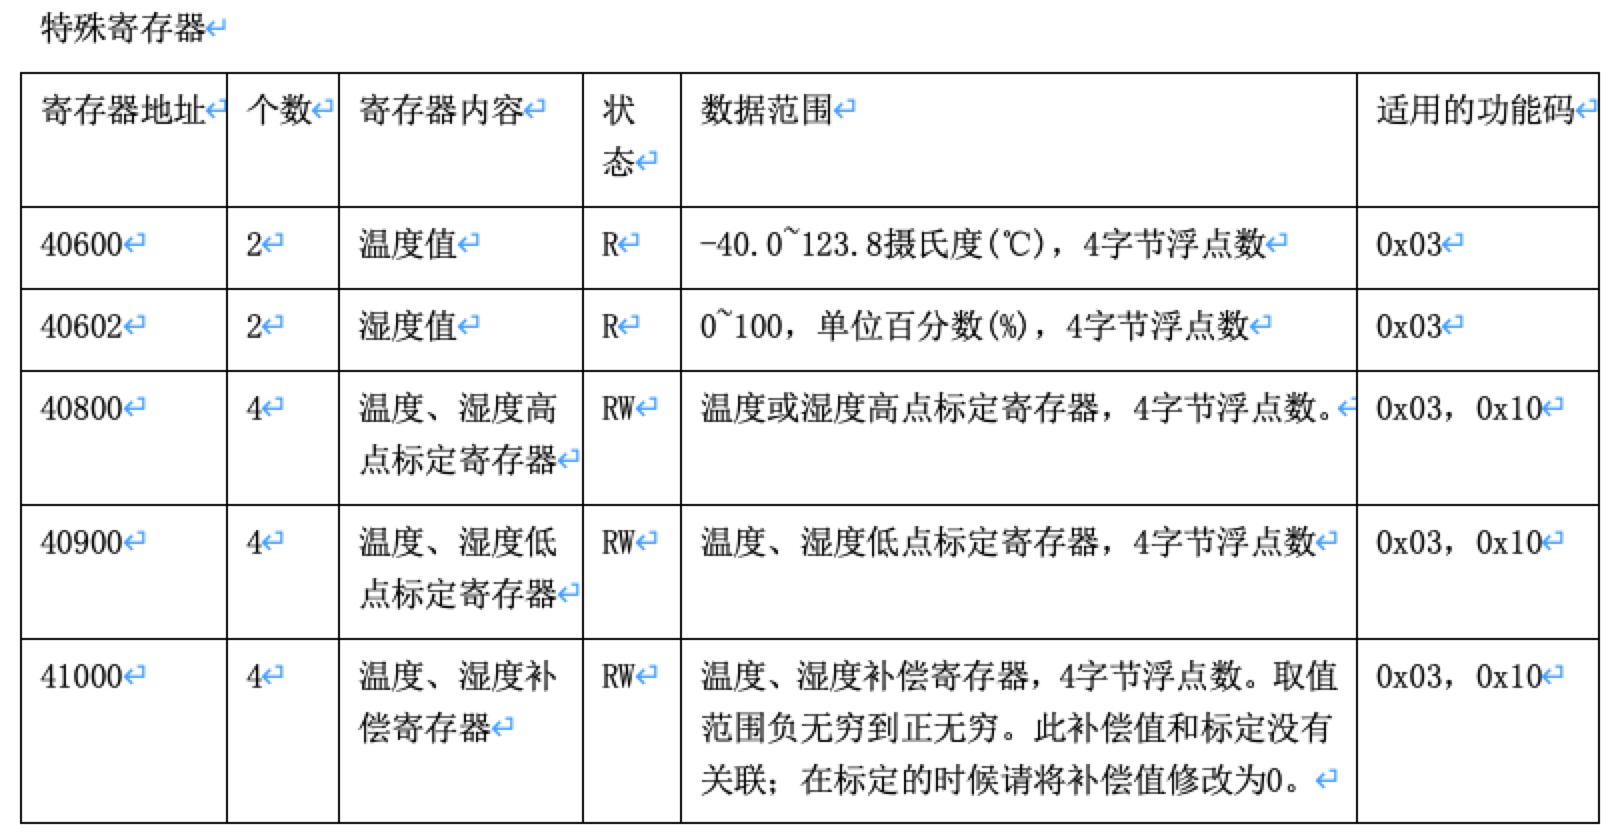 特殊寄存器
寄存器地址 个数 寄存器内容 状态 数据范围 适用的功能码
40600 2 温度值 R -40.0~123.8摄氏度(℃)，4字节浮点数 0x03
40602 2 湿度值 R 0~100，单位百分数(%)，4字节浮点数 0x03
40800 4 温度、湿度高 RW 温度或湿度高点标定寄存器，4字节浮点数。 0x03，0x10
点标定寄存器
40900 4 温度、湿度低 RW 温度、湿度低点标定寄存器，4字节浮点数 0x03，0x10
点标定寄存器
41000 4 温度、湿度补 RW 温度、湿度补偿寄存器，4字节浮点数。取值 0x03，0x10
偿寄存器 范围负无穷到正无穷。此补偿值和标定没有
关联；在标定的时候请将补偿值修改为0。